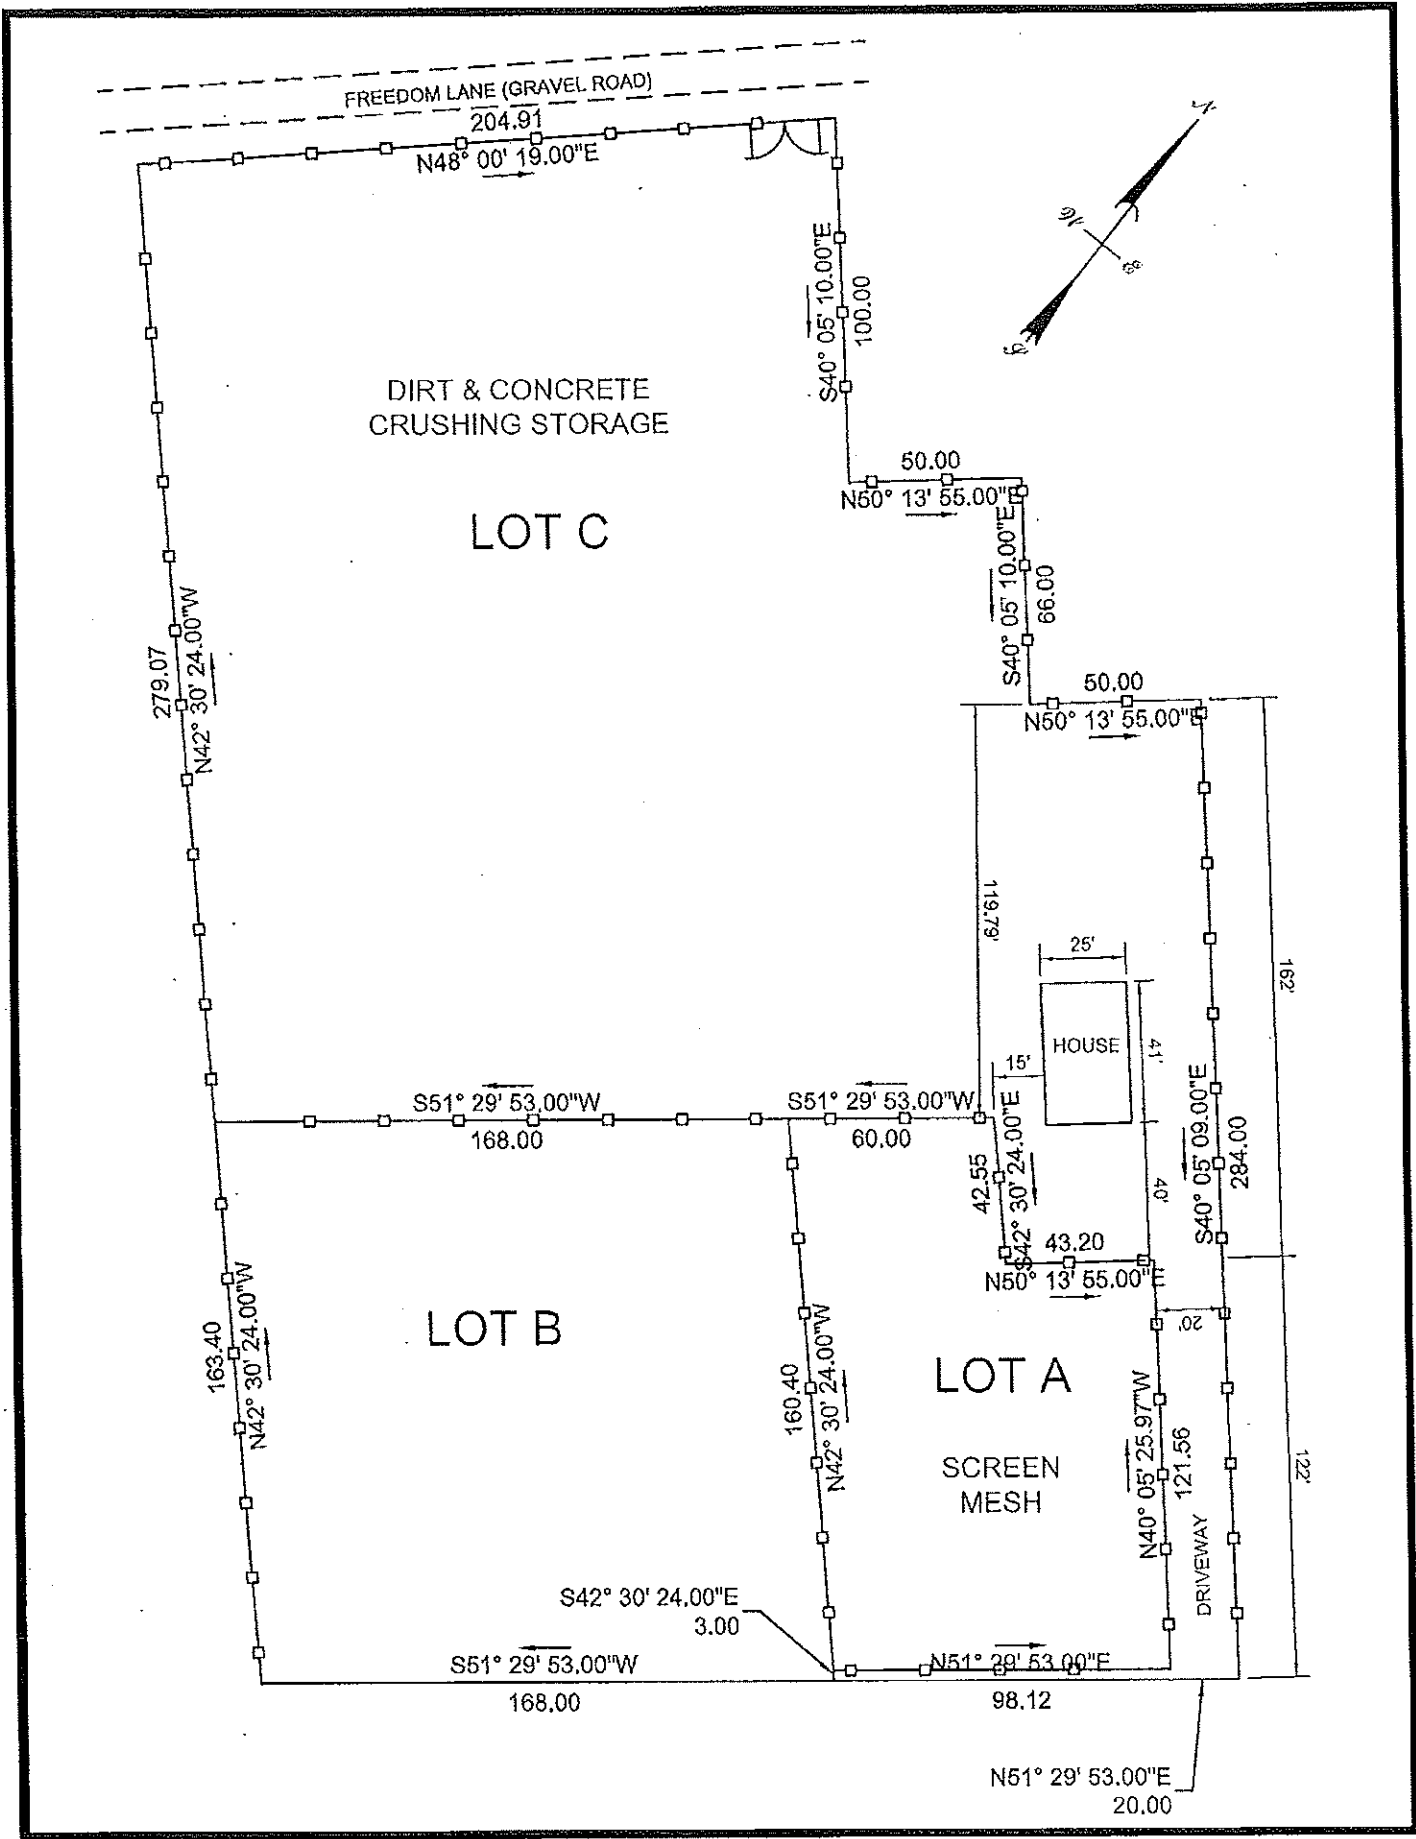 FREEDOM LANE (GRAVEL ROAD)
204.91
N48° 00' 19.00"E
S40° 05' 10.00"E
100.00
DIRT & CONCRETE
CRUSHING STORAGE
50.00
N50° 13' 55.00"E
LOT C
S40° 05' 10.00"E
66.00
279.07
N42° 30' 24.00"W
50.00
N50° 13' 55.00"E
119.79'
162'
25'
HOUSE
41'
15'
S51° 29' 53.00"W
168.00
S51° 29' 53.00"W
60.00
42.55
S42° 30' 24.00"E
40'
S40° 05' 09.00"E
284.00
43.20
N50° 13' 55.00"E
20'
LOT B
163.40
N42° 30' 24.00"W
160.40
N42° 30' 24.00"W
LOT A
SCREEN
MESH
N40° 05' 25.97"W
121.56
122'
DRIVEWAY
S42° 30' 24.00"E
3.00
S51° 29' 53.00"W
168.00
N51° 29' 53.00"E
98.12
N51° 29' 53.00"E
20.00